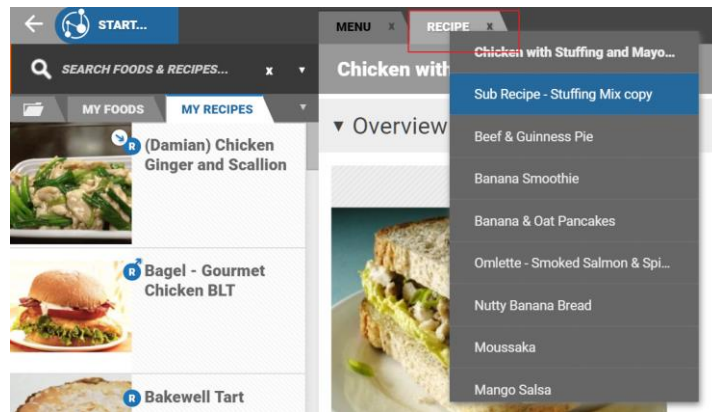 START...
MENU x RECIPE x
SEARCH FOODS & RECIPES... x
Chicken with
MY FOODS MY RECIPES
Overview
R (Damian) Chicken
Ginger and Scallion
R Bagel - Gourmet
Chicken BLT
R Bakewell Tart
Chicken with Stuffing and Mayo...
Sub Recipe - Stuffing Mix copy
Beef & Guinness Pie
Banana Smoothie
Banana & Oat Pancakes
Omlette - Smoked Salmon & Spi...
Nutty Banana Bread
Moussaka
Mango Salsa